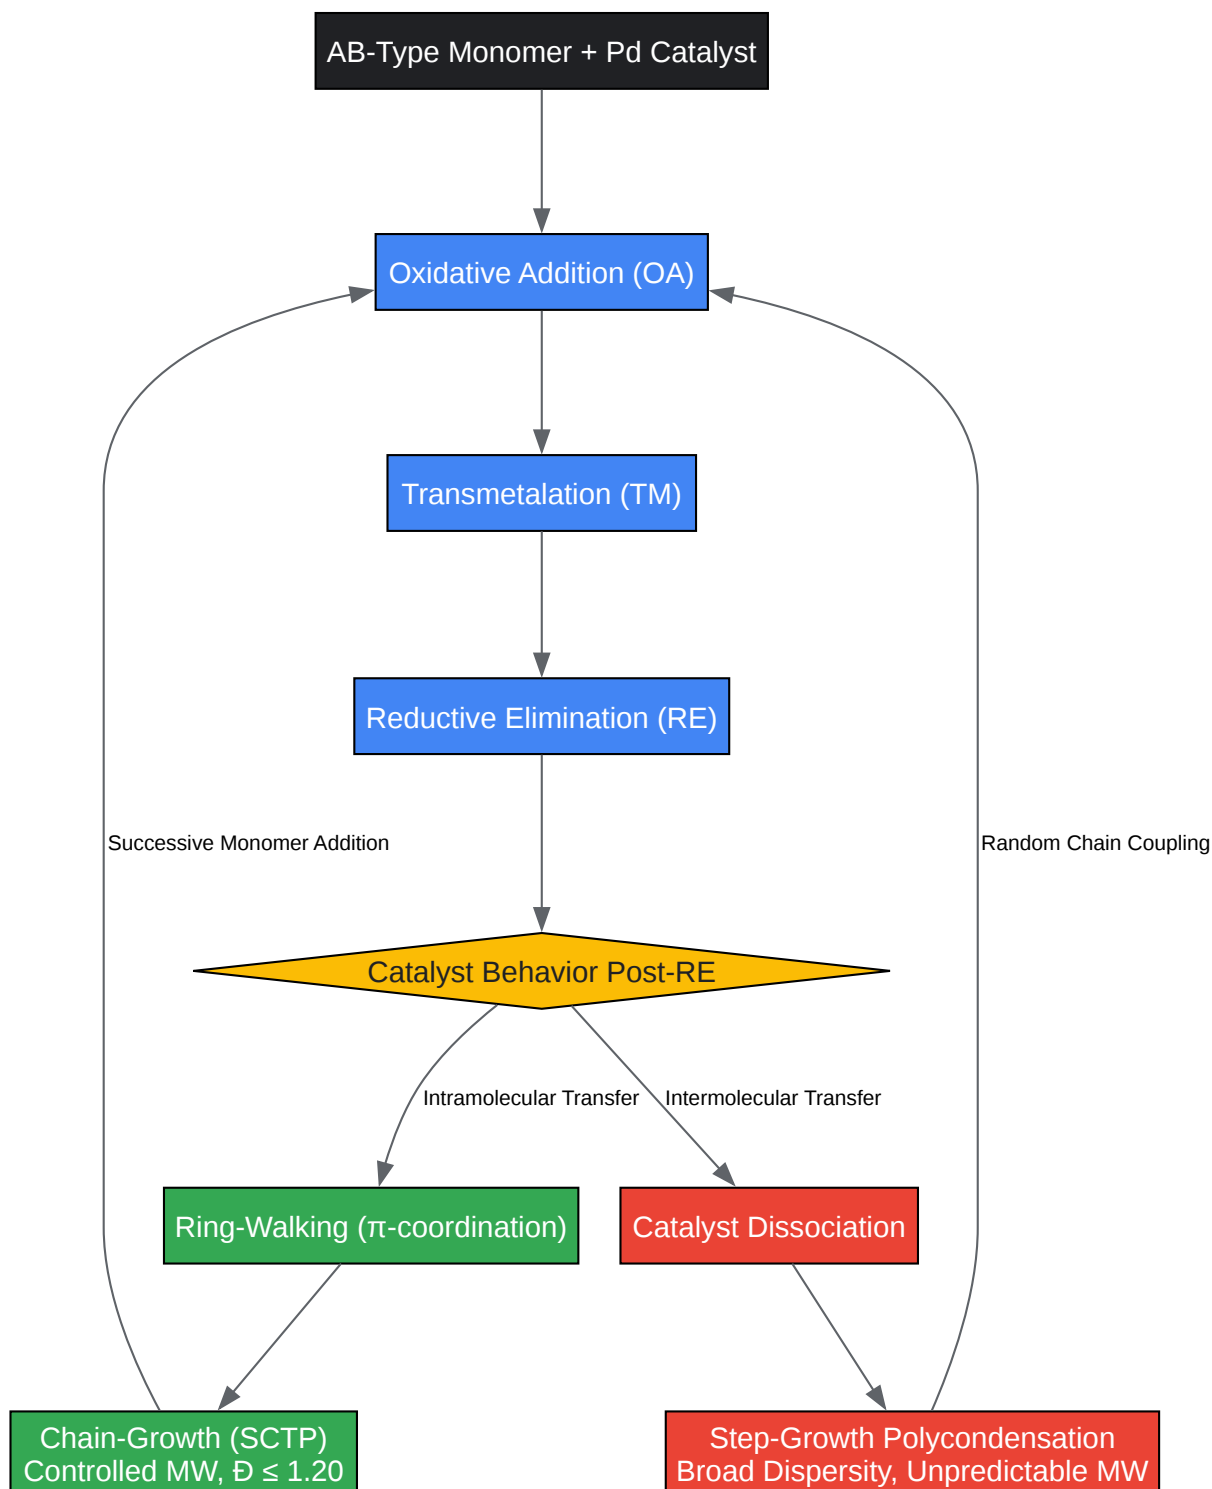 AB-Type Monomer + Pd Catalyst
Oxidative Addition (OA)
Transmetalation (TM)
Reductive Elimination (RE)
Successive Monomer Addition
Random Chain Coupling
Catalyst Behavior Post-RE
Intramolecular Transfer
Intermolecular Transfer
Ring-Walking (π-coordination)
Catalyst Dissociation
Chain-Growth (SCTP)
Controlled MW, Đ ≤ 1.20
Step-Growth Polycondensation
Broad Dispersity, Unpredictable MW